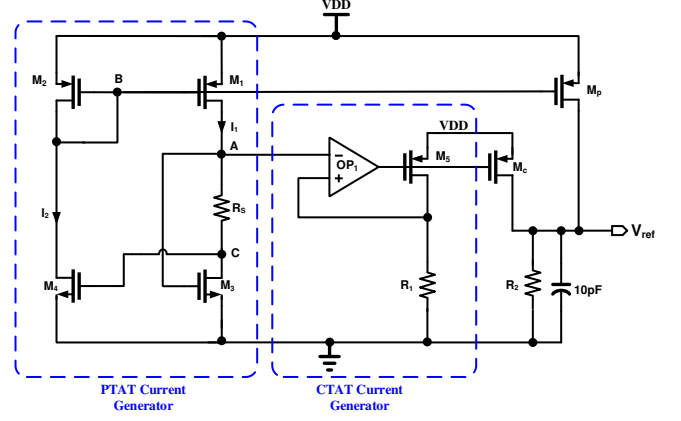 VDD
M2
B
M1
Mp
I1
VDD
A
M5
OP1
−
+
Mc
RS
I2
Vref
C
M4
M3
R1
R2
10pF
PTAT Current
Generator
CTAT Current
Generator